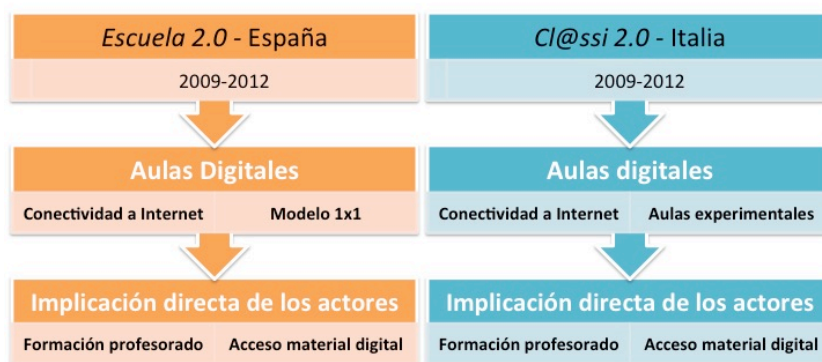 Escuela 2.0 - España
2009-2012
Aulas Digitales
Conectividad a Internet
Modelo 1x1
Implicación directa de los actores
Formación profesorado
Acceso material digital
Cl@ssi 2.0 - Italia
2009-2012
Aulas digitales
Conectividad a Internet
Aulas experimentales
Implicación directa de los actores
Formación profesorado
Acceso material digital